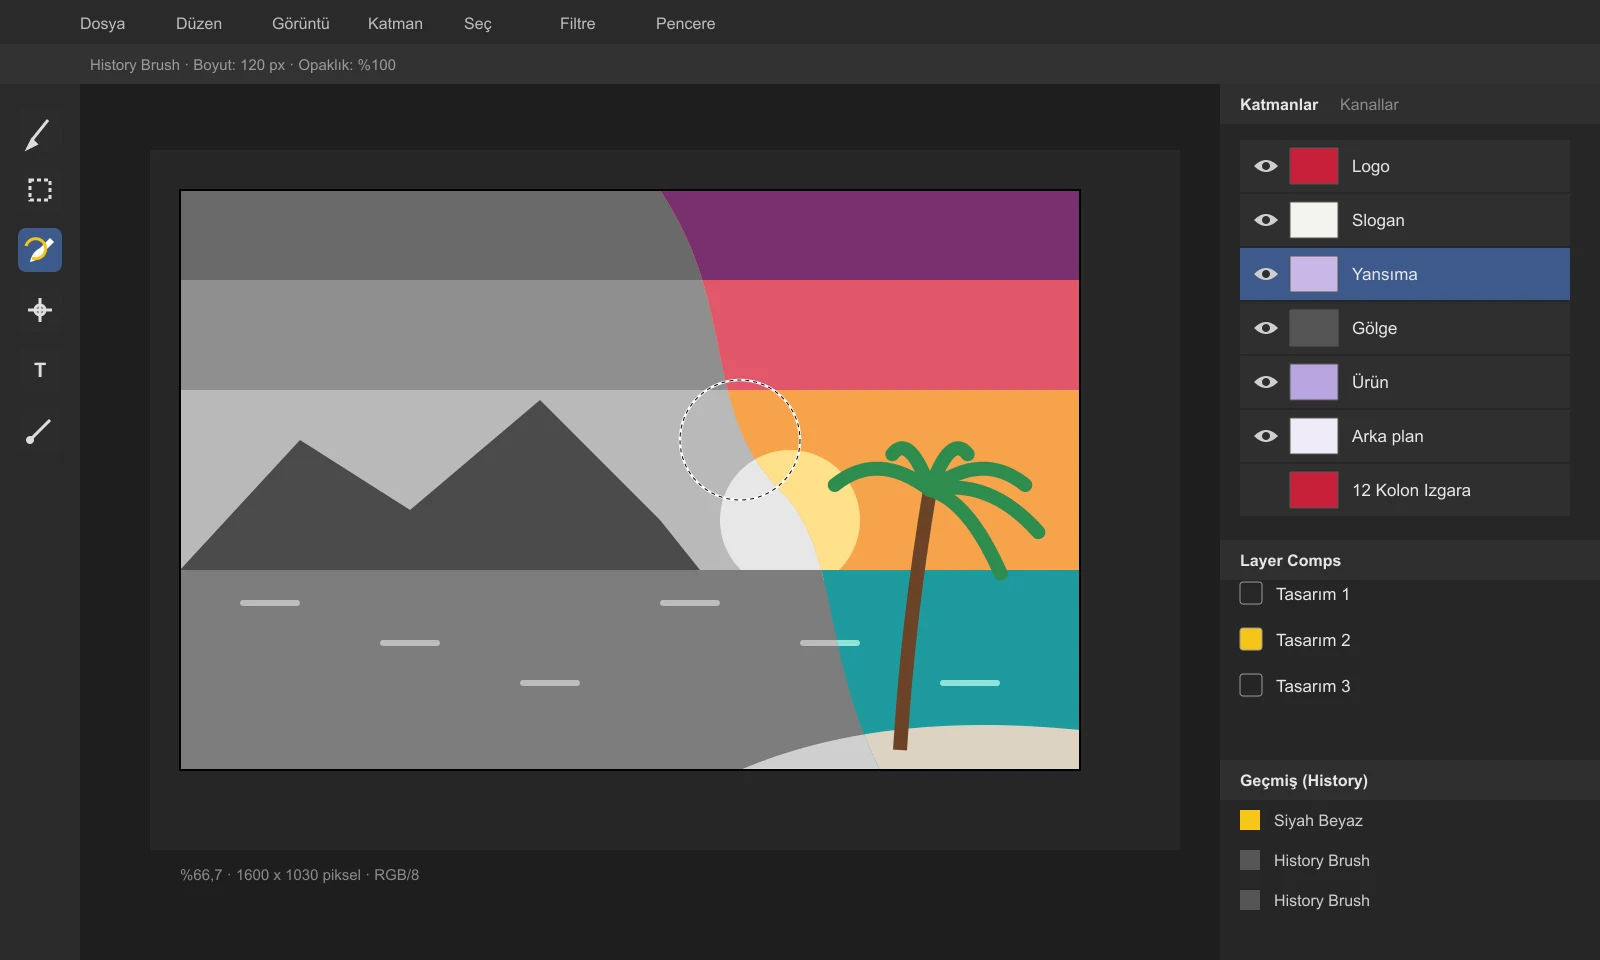 Dosya Düzen Görüntü Katman Seç Filtre Pencere
History Brush · Boyut: 120 px · Opaklık: %100
T
Katmanlar Kanallar
Logo
Slogan
Yansıma
Gölge
Ürün
Arka plan
12 Kolon Izgara
Layer Comps
Tasarım 1
Tasarım 2
Tasarım 3
Geçmiş (History)
Siyah Beyaz
History Brush
History Brush
%66,7 · 1600 x 1030 piksel · RGB/8